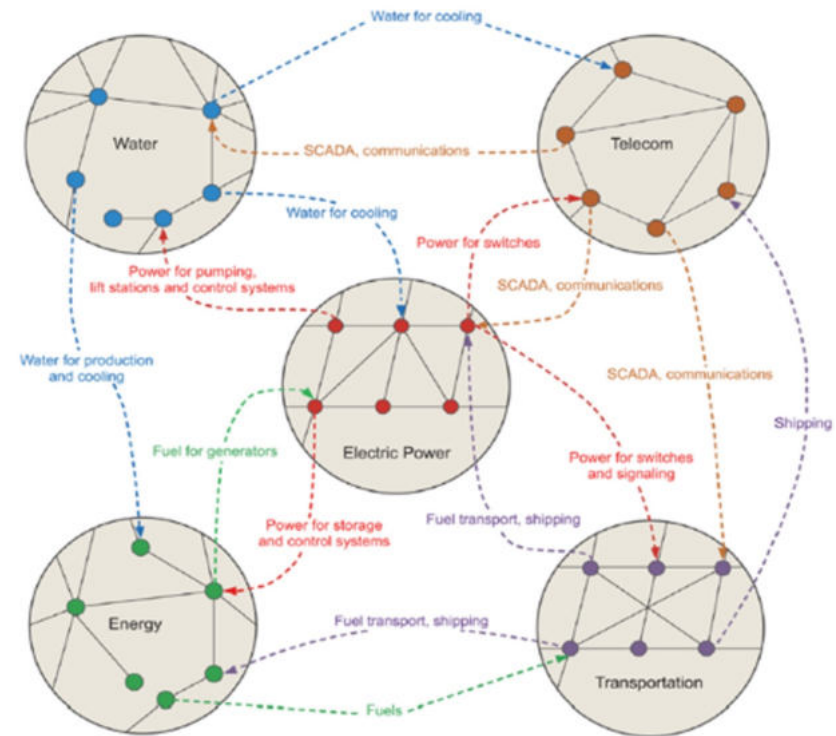 Water for cooling
Water
SCADA, communications
Telecom
Water for cooling
Power for switches
Power for pumping,
lift stations and control systems
SCADA, communications
Water for production
and cooling
SCADA, communications
Shipping
Fuel for generators
Electric Power
Power for switches
and signaling
Power for storage
and control systems
Fuel transport, shipping
Energy
Fuel transport, shipping
Transportation
Fuels